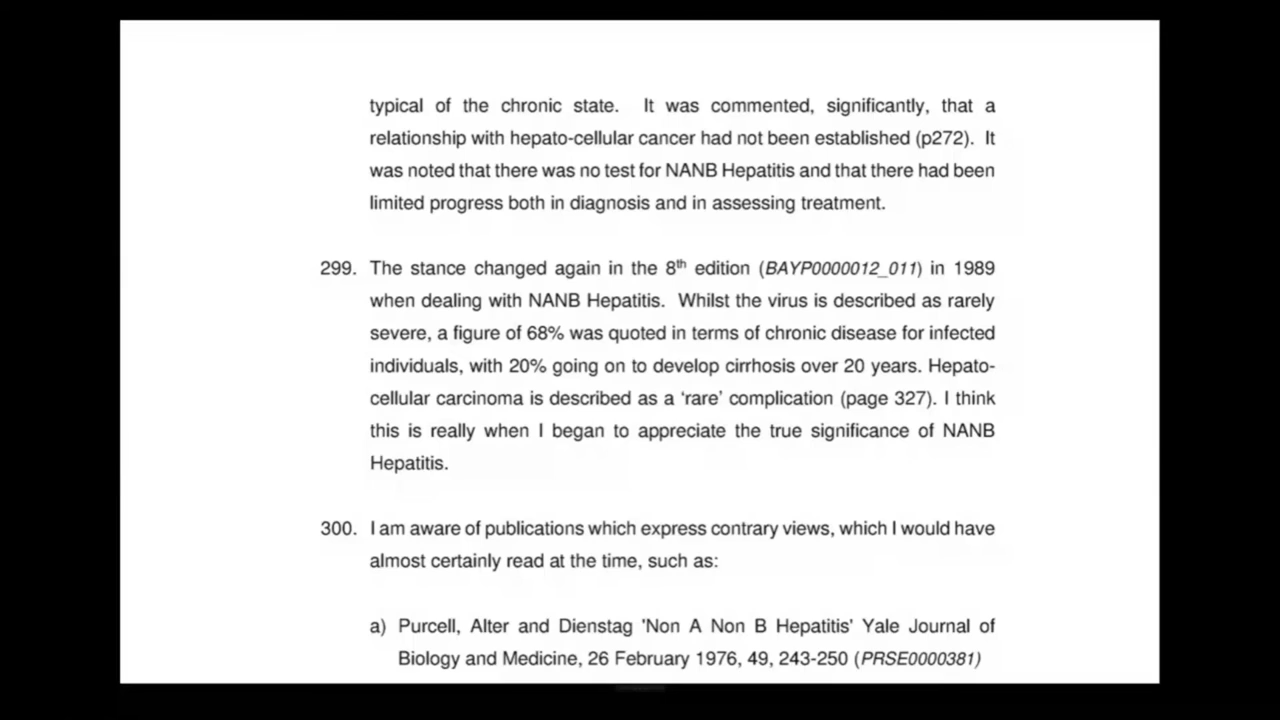 typical of the chronic state. It was commented, significantly, that a
relationship with hepato-cellular cancer had not been established (p272). It
was noted that there was no test for NANB Hepatitis and that there had been
limited progress both in diagnosis and in assessing treatment.
299. The stance changed again in the 8th edition (BAYP0000012_011) in 1989
when dealing with NANB Hepatitis. Whilst the virus is described as rarely
severe, a figure of 68% was quoted in terms of chronic disease for infected
individuals, with 20% going on to develop cirrhosis over 20 years. Hepato-
cellular carcinoma is described as a ‘rare’ complication (page 327). I think
this is really when I began to appreciate the true significance of NANB
Hepatitis.
300. I am aware of publications which express contrary views, which I would have
almost certainly read at the time, such as:
a) Purcell, Alter and Dienstag 'Non A Non B Hepatitis' Yale Journal of
Biology and Medicine, 26 February 1976, 49, 243-250 (PRSE0000381)